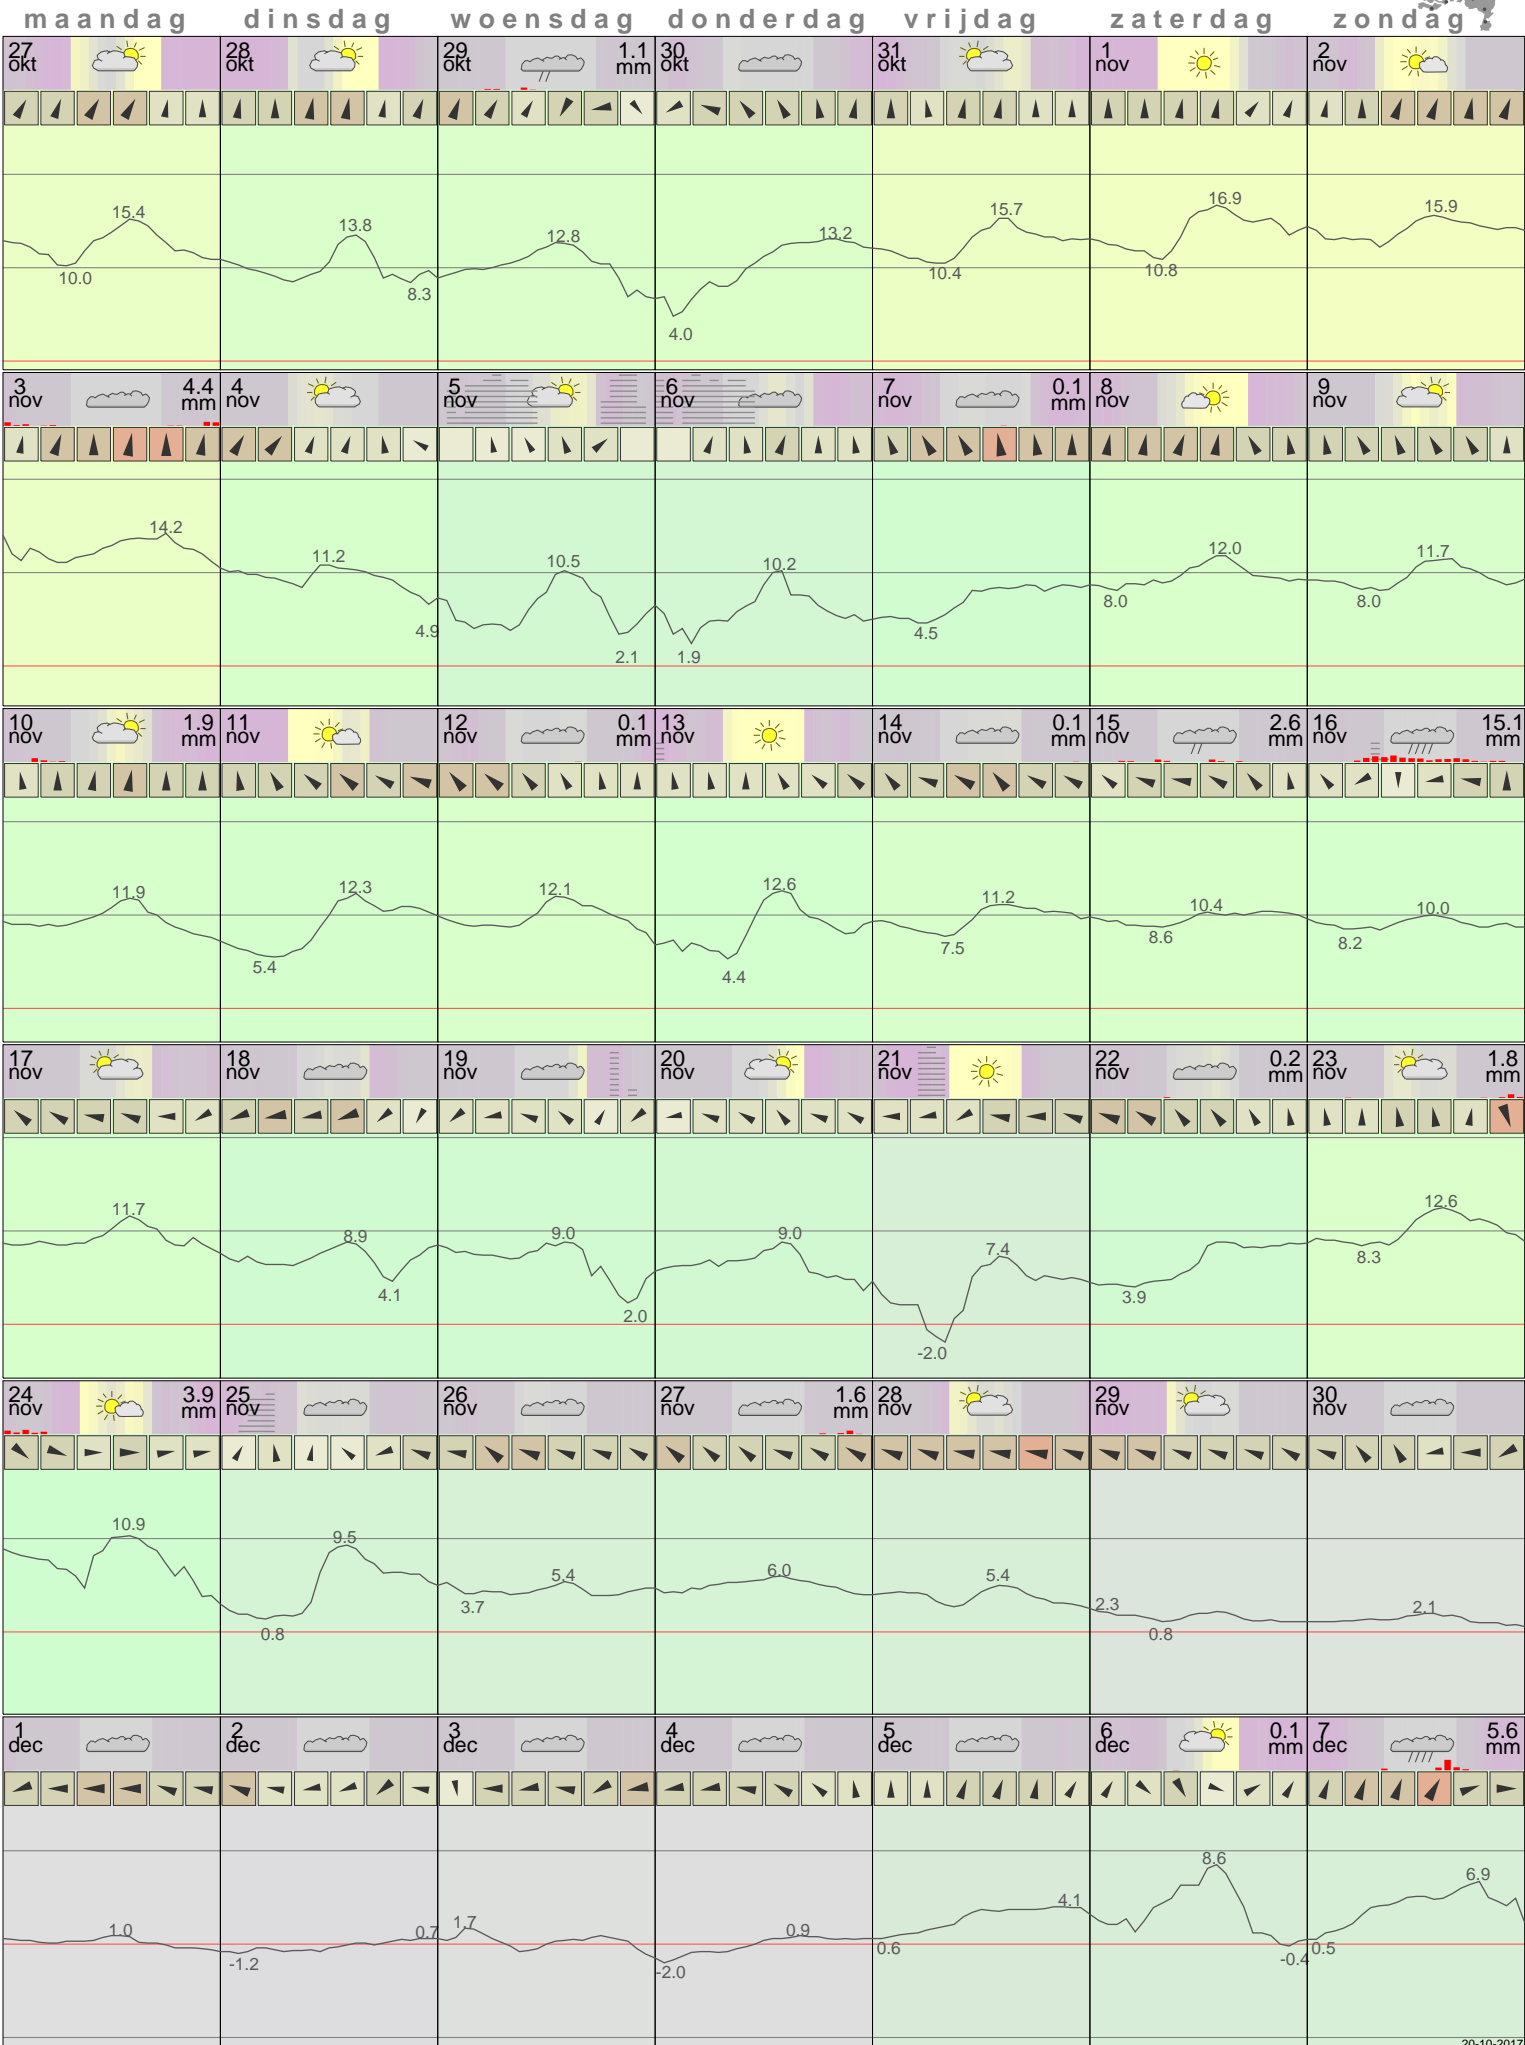 maandag dinsdag woensdag donderdag vrijdag zaterdag zondag
27 28 29 1.1 30 31 1 2
okt okt okt mm okt okt nov nov
15.4 13.8 12.8 13.2 15.7 16.9 15.9
10.0 8.3 4.0 10.4 10.8
3 4.4 4 5 6 7 0.1 8 9
nov mm nov nov nov nov mm nov nov
14.2 11.2 10.5 10.2 12.0 11.7
4.9 2.1 1.9 4.5 8.0 8.0
10 1.9 11 12 0.1 13 14 0.1 15 2.6 16 15.1
nov mm nov nov mm nov nov mm nov mm nov mm
11.9 12.3 12.1 12.6 11.2 10.4 10.0
5.4 4.4 7.5 8.6 8.2
17 18 19 20 21 22 0.2 23 1.8
nov nov nov nov nov nov mm nov mm
11.7 8.9 9.0 9.0 7.4 12.6
4.1 2.0 -2.0 3.9 8.3
24 3.9 25 26 27 1.6 28 29 30
nov mm nov nov nov mm nov nov nov
10.9 9.5 5.4 6.0 5.4 2.3 2.1
0.8 3.7 0.8
1 2 3 4 5 6 0.1 7 5.6
dec dec dec dec dec dec mm dec mm
8.6 6.9
1.0 0.7 1.7 0.9 4.1
-1.2 -2.0 0.6 -0.4 0.5
20-10-2017